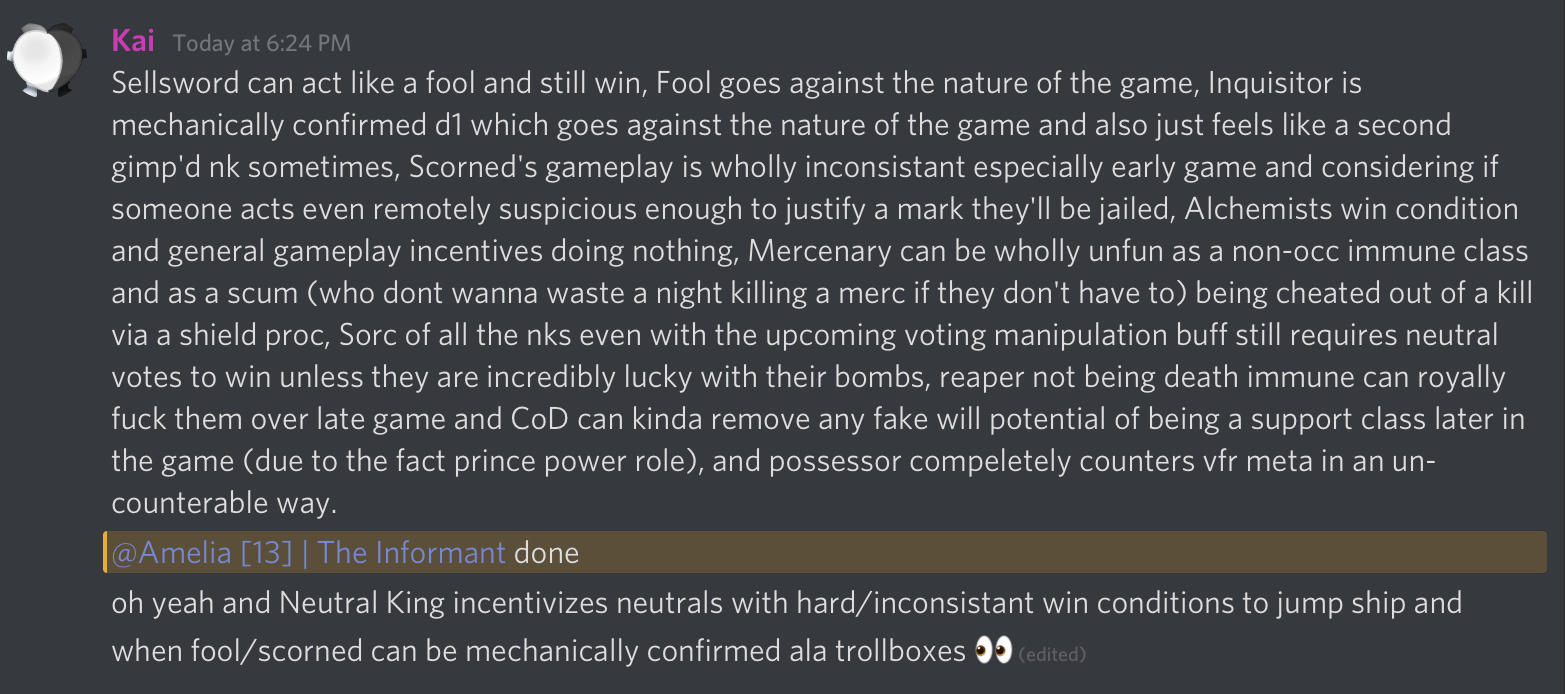 Kai Today at 6:24 PM
Sellsword can act like a fool and still win, Fool goes against the nature of the game, Inquisitor is
mechanically confirmed d1 which goes against the nature of the game and also just feels like a second
gimp'd nk sometimes, Scorned's gameplay is wholly inconsistant especially early game and considering if
someone acts even remotely suspicious enough to justify a mark they'll be jailed, Alchemists win condition
and general gameplay incentives doing nothing, Mercenary can be wholly unfun as a non-occ immune class
and as a scum (who dont wanna waste a night killing a merc if they don't have to) being cheated out of a kill
via a shield proc, Sorc of all the nks even with the upcoming voting manipulation buff still requires neutral
votes to win unless they are incredibly lucky with their bombs, reaper not being death immune can royally
fuck them over late game and CoD can kinda remove any fake will potential of being a support class later in
the game (due to the fact prince power role), and possessor compeletely counters vfr meta in an un-
counterable way.
@Amelia [13] | The Informant done
oh yeah and Neutral King incentivizes neutrals with hard/inconsistant win conditions to jump ship and
when fool/scorned can be mechanically confirmed ala trollboxes 👀 (edited)